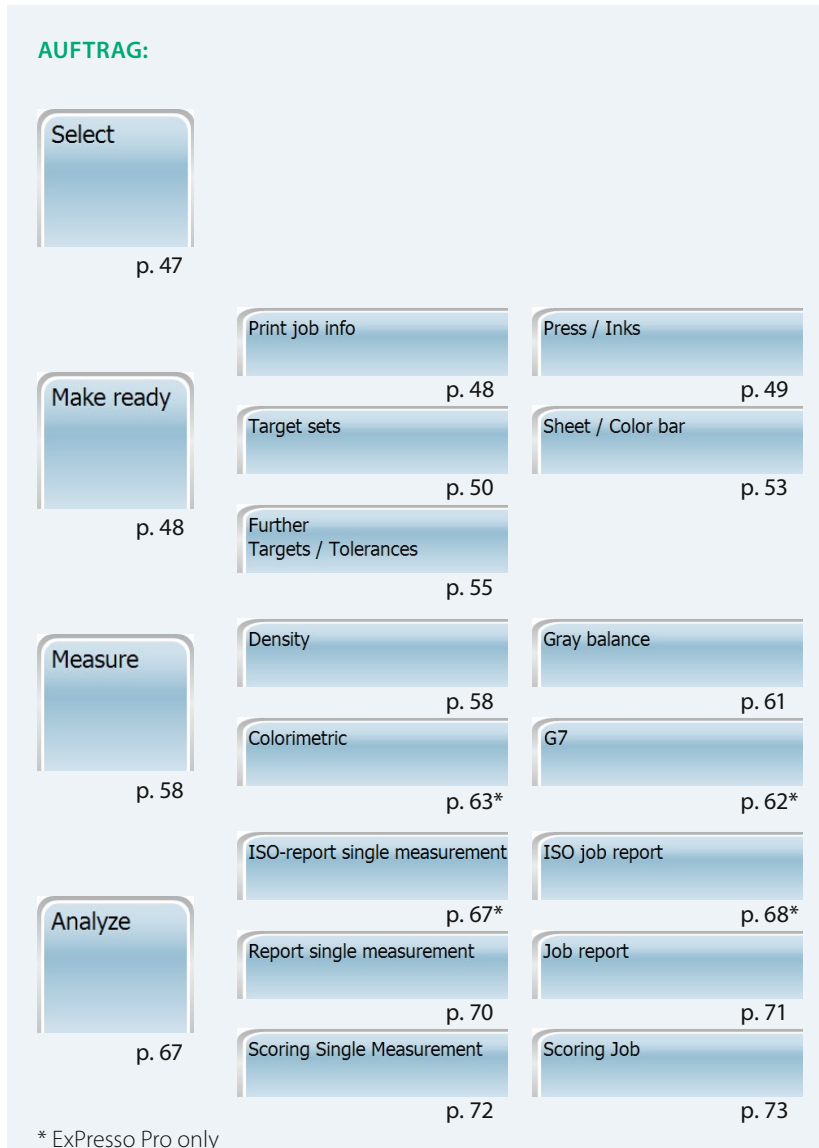 AUFTRAG:
Select
p. 47
Print job info
Press / Inks
p. 48
p. 49
Make ready
p. 48
Target sets
Sheet / Color bar
p. 50
p. 53
Further
Targets / Tolerances
p. 55
Density
Gray balance
p. 58
p. 61
Measure
p. 58
Colorimetric
G7
p. 63*
p. 62*
ISO-report single measurement
ISO job report
p. 67*
p. 68*
Analyze
p. 67
Report single measurement
Job report
p. 70
p. 71
Scoring Single Measurement
Scoring Job
p. 72
p. 73
* ExPresso Pro only